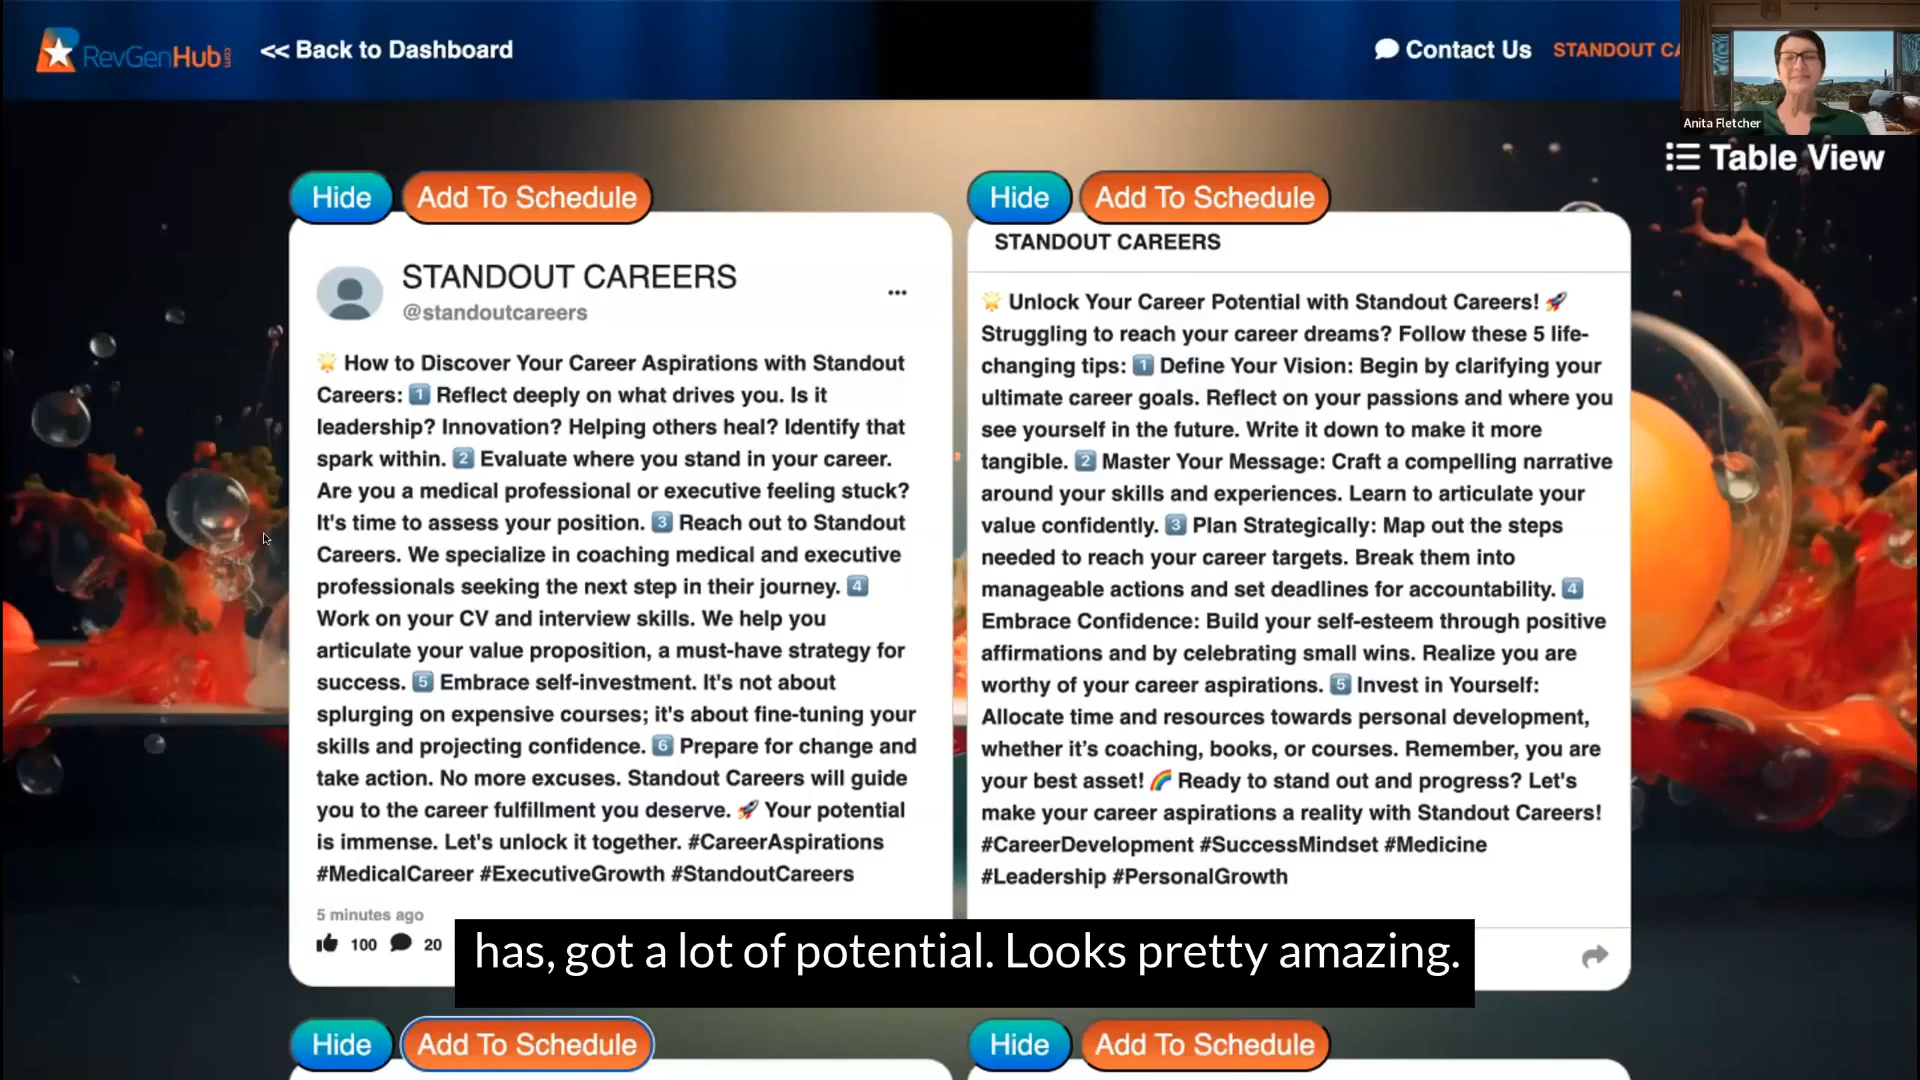 RevGenHub.com
<< Back to Dashboard
Contact Us
STANDOUT CA
Anita Fletcher
Table View
Hide
Add To Schedule
STANDOUT CAREERS
@standoutcareers
🌟 How to Discover Your Career Aspirations with Standout
Careers: 1️⃣ Reflect deeply on what drives you. Is it
leadership? Innovation? Helping others heal? Identify that
spark within. 2️⃣ Evaluate where you stand in your career.
Are you a medical professional or executive feeling stuck?
It's time to assess your position. 3️⃣ Reach out to Standout
Careers. We specialize in coaching medical and executive
professionals seeking the next step in their journey. 4️⃣
Work on your CV and interview skills. We help you
articulate your value proposition, a must-have strategy for
success. 5️⃣ Embrace self-investment. It's not about
splurging on expensive courses; it's about fine-tuning your
skills and projecting confidence. 6️⃣ Prepare for change and
take action. No more excuses. Standout Careers will guide
you to the career fulfillment you deserve. 🚀 Your potential
is immense. Let's unlock it together. #CareerAspirations
#MedicalCareer #ExecutiveGrowth #StandoutCareers
5 minutes ago
100 20
Hide
Add To Schedule
STANDOUT CAREERS
🌟 Unlock Your Career Potential with Standout Careers! 🚀
Struggling to reach your career dreams? Follow these 5 life-
changing tips: 1️⃣ Define Your Vision: Begin by clarifying your
ultimate career goals. Reflect on your passions and where you
see yourself in the future. Write it down to make it more
tangible. 2️⃣ Master Your Message: Craft a compelling narrative
around your skills and experiences. Learn to articulate your
value confidently. 3️⃣ Plan Strategically: Map out the steps
needed to reach your career targets. Break them into
manageable actions and set deadlines for accountability. 4️⃣
Embrace Confidence: Build your self-esteem through positive
affirmations and by celebrating small wins. Realize you are
worthy of your career aspirations. 5️⃣ Invest in Yourself:
Allocate time and resources towards personal development,
whether it’s coaching, books, or courses. Remember, you are
your best asset! 🌈 Ready to stand out and progress? Let's
make your career aspirations a reality with Standout Careers!
#CareerDevelopment #SuccessMindset #Medicine
#Leadership #PersonalGrowth
has, got a lot of potential. Looks pretty amazing.
Hide
Add To Schedule
Hide
Add To Schedule